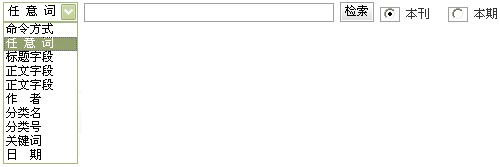 任 意 词 检索 本刊 本期
命令方式
任 意 词
标题字段
正文字段
正文字段
作 者
分类名
分类号
关键词
日 期